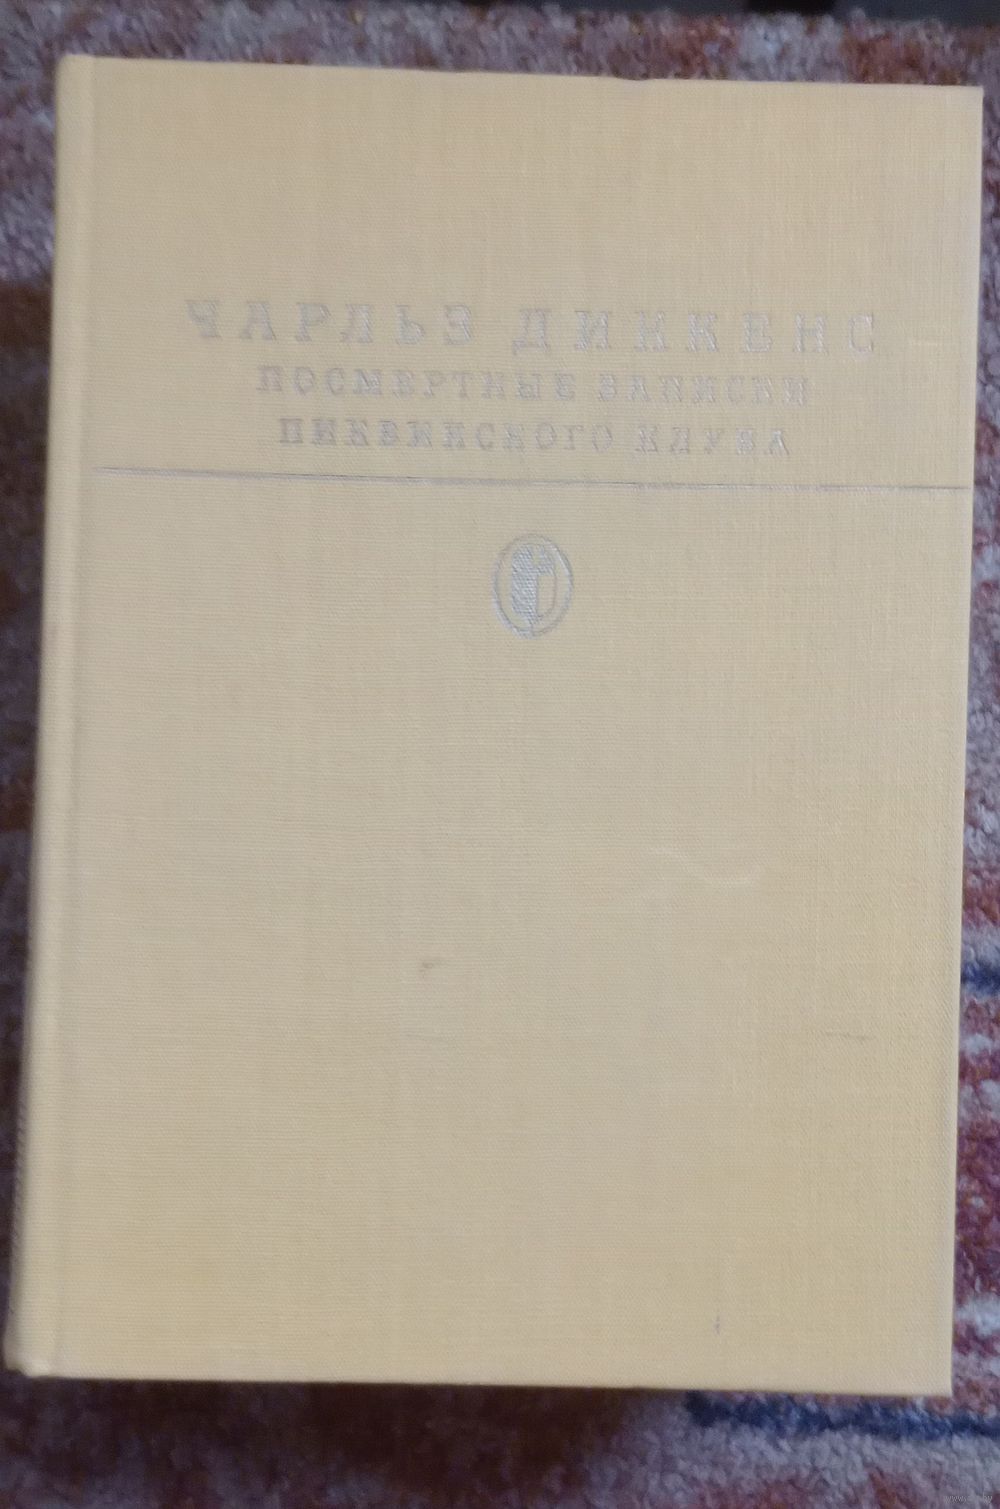 ЧАРЛЬЗ ДИККЕНС
ПОСМЕРТНЫЕ ЗАПИСКИ
ПИКВИКСКОГО КЛУБА